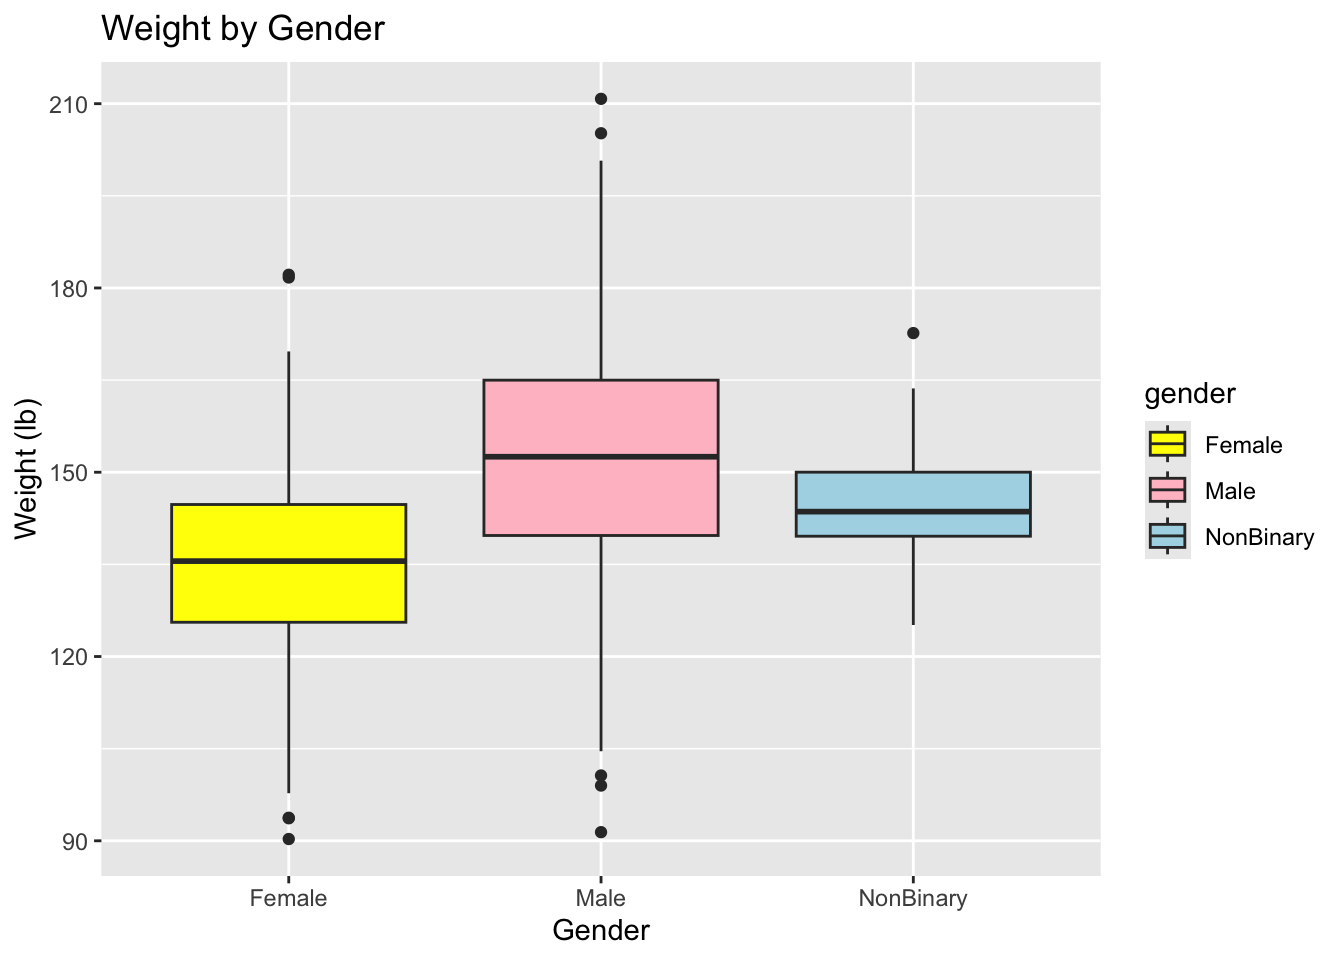 Weight by Gender
210
180
150
120
90
Weight (lb)
Female
Male
NonBinary
Gender
gender
Female
Male
NonBinary